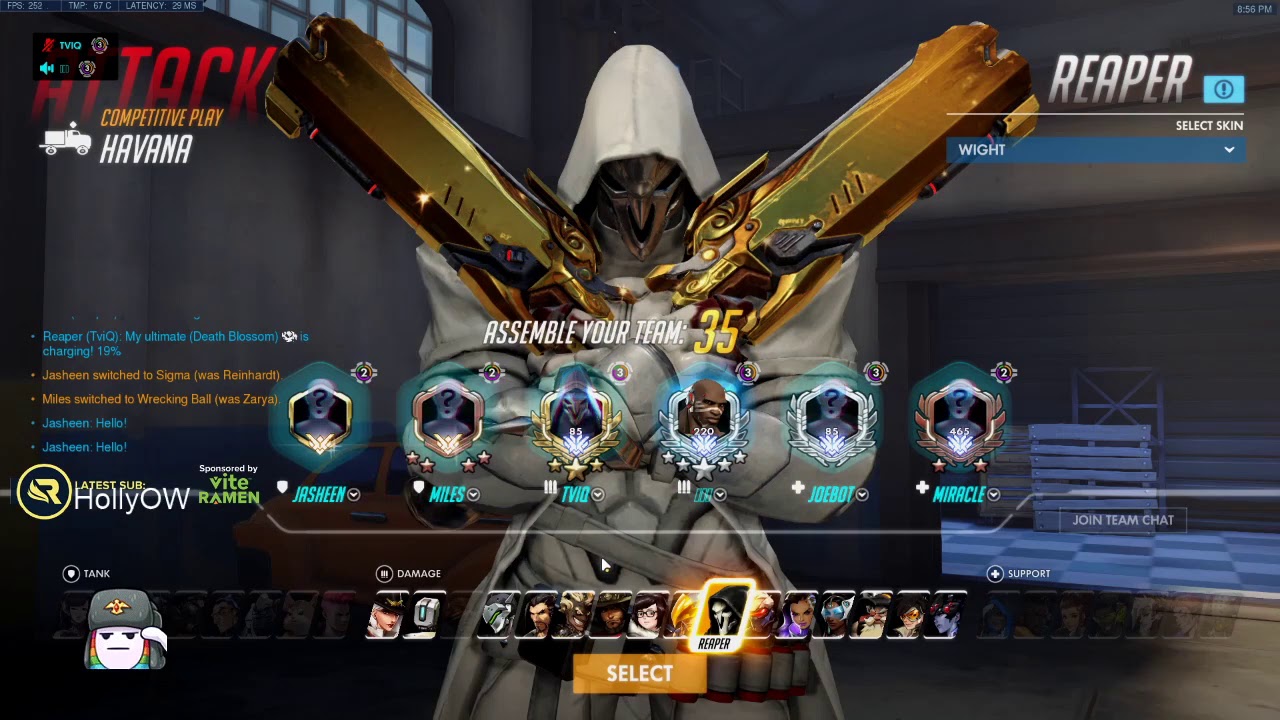 FPS: 252
TMP: 67 C
LATENCY: 29 MS
8:56 PM
TVIQ 3
3
ATTACK
COMPETITIVE PLAY
HAVANA
REAPER
SELECT SKIN
WIGHT
ASSEMBLE YOUR TEAM: 35
Reaper (TviQ): My ultimate (Death Blossom) is
charging! 19%
Jasheen switched to Sigma (was Reinhardt).
Miles switched to Wrecking Ball (was Zarya).
Jasheen: Hello!
Jasheen: Hello!
2 2 3 3 3 2
? ? ? ?
85 220 85 465
JASHEEN MILES TVIQ JOEBOT MIRACLE
LATEST SUB:
HollyOW
Sponsored by
vite
RAMEN
JOIN TEAM CHAT
TANK
DAMAGE
SUPPORT
REAPER
SELECT